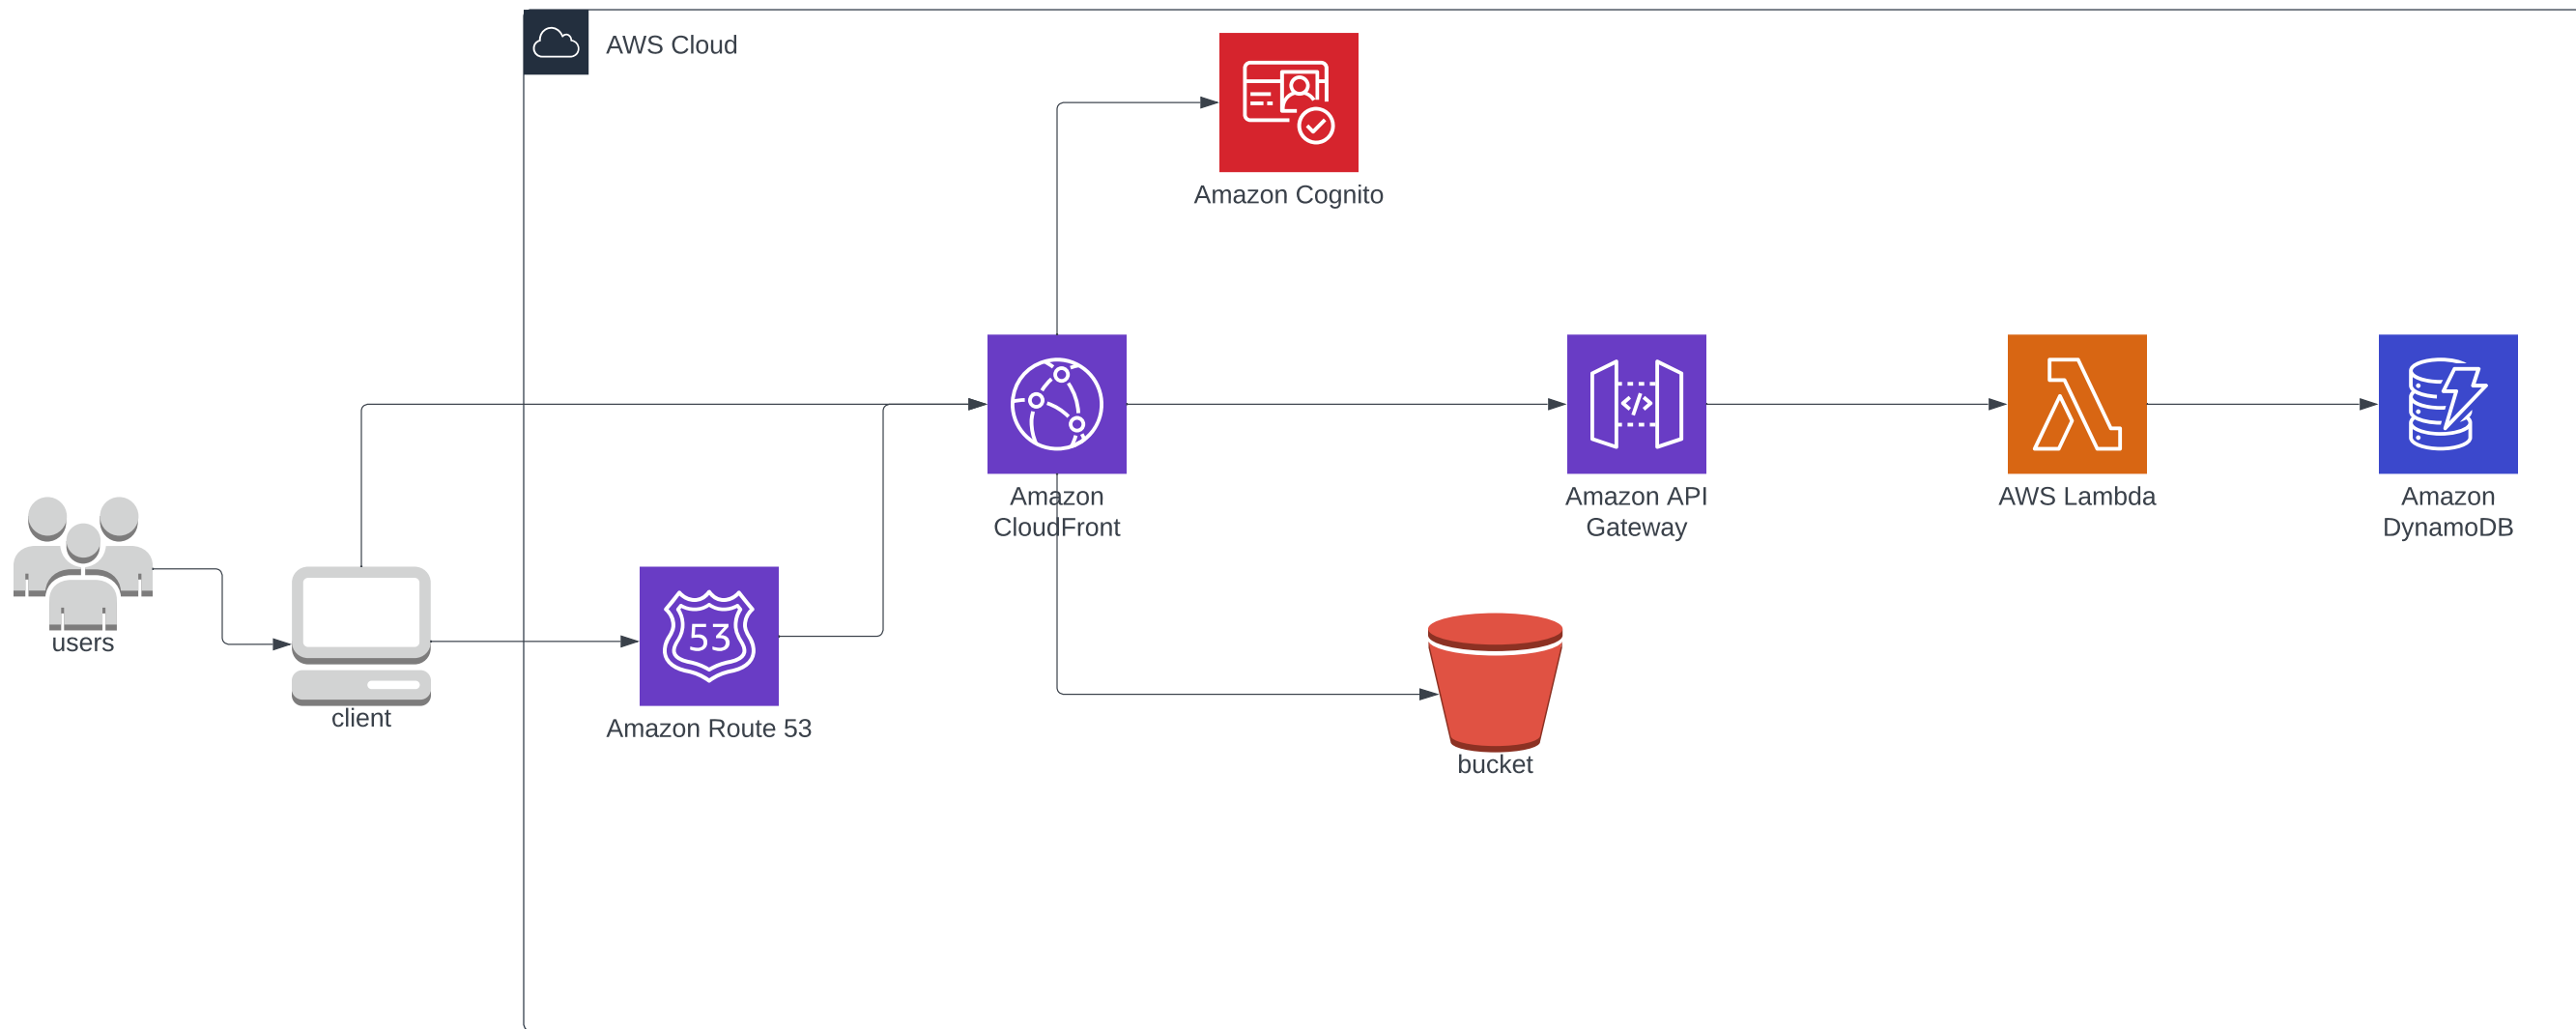 AWS Cloud
Amazon Cognito
Amazon
CloudFront
Amazon API
Gateway
AWS Lambda
Amazon
DynamoDB
users
client
53
Amazon Route 53
bucket